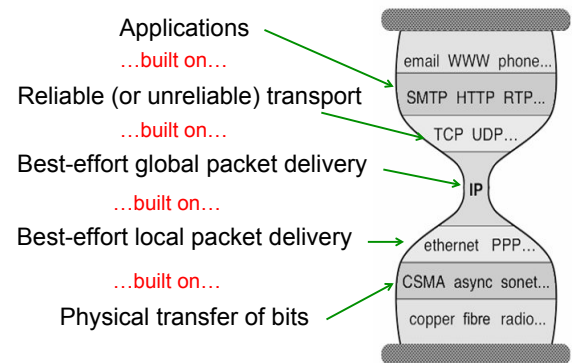 Applications
…built on…
Reliable (or unreliable) transport
…built on…
Best-effort global packet delivery
…built on…
Best-effort local packet delivery
…built on…
Physical transfer of bits
email WWW phone...
SMTP HTTP RTP...
TCP UDP…
IP
ethernet PPP…
CSMA async sonet...
copper fibre radio...